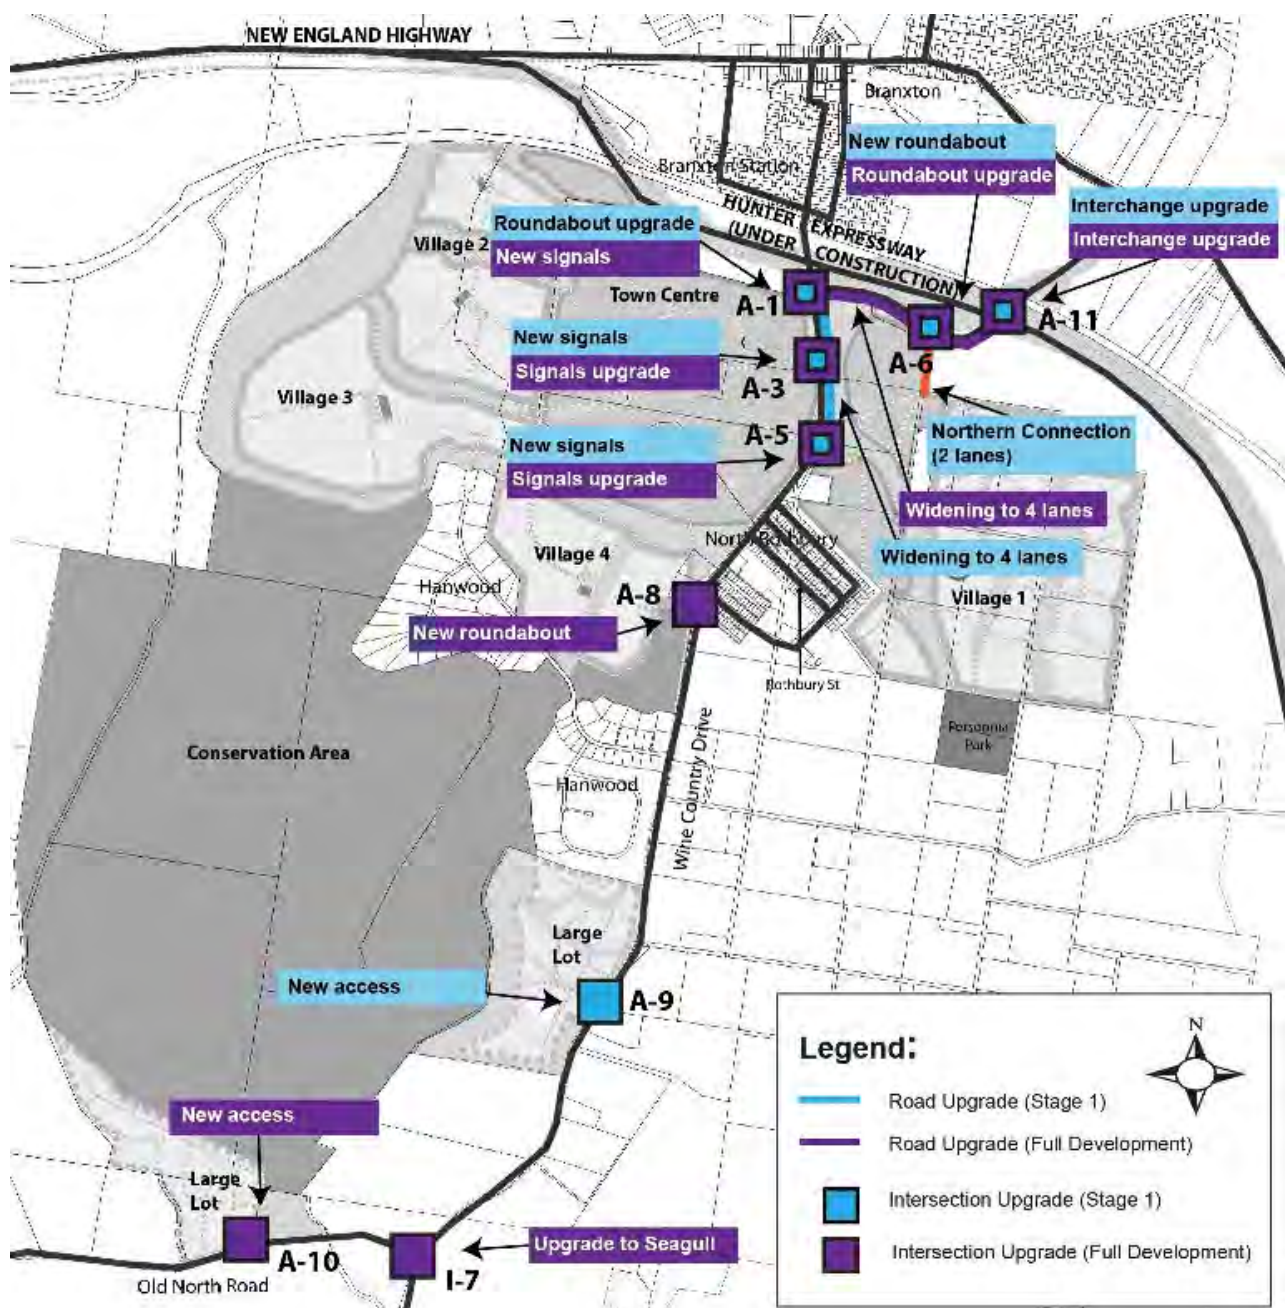 NEW ENGLAND HIGHWAY
Branxton
New roundabout
Roundabout upgrade
Branxton Station
Interchange upgrade
Interchange upgrade
HUNTER EXPRESSWAY
(UNDER CONSTRUCTION)
Roundabout upgrade
New signals
Village 2
Town Centre
A-1
A-11
A-6
New signals
Signals upgrade
A-3
Village 3
Northern Connection
(2 lanes)
A-5
New signals
Signals upgrade
Widening to 4 lanes
Widening to 4 lanes
North Rothbury
Village 4
Hanwood
A-8
Village 1
New roundabout
Rothbury St
Persoonia
Park
Conservation Area
Wine Country Drive
Hanwood
Large
Lot
New access
A-9
Legend:
N
Road Upgrade (Stage 1)
Road Upgrade (Full Development)
Intersection Upgrade (Stage 1)
Intersection Upgrade (Full Development)
New access
Large
Lot
Upgrade to Seagull
A-10
I-7
Old North Road